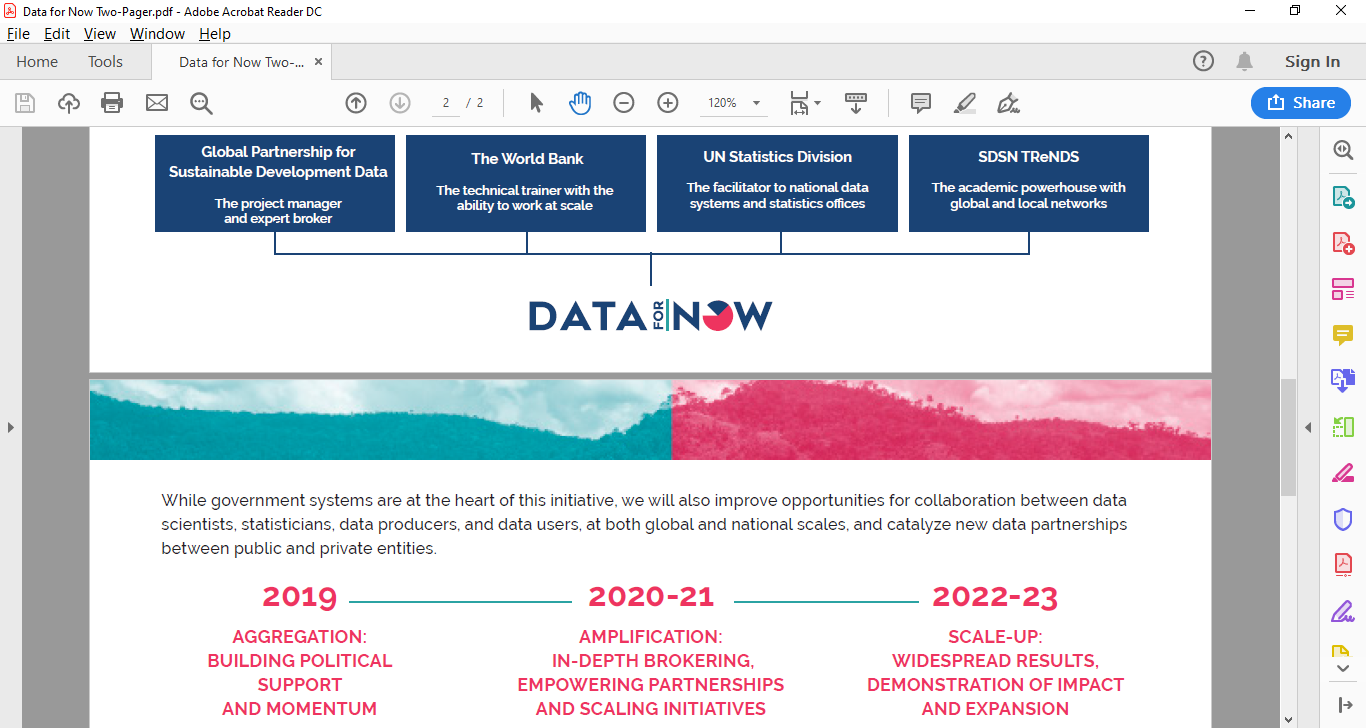 Data for Now Two-Pager.pdf - Adobe Acrobat Reader DC
File Edit View Window Help
Home Tools Data for Now Two-... × ? Sign In
2 / 2 120% Share
Global Partnership for
Sustainable Development Data
The project manager
and expert broker
The World Bank
The technical trainer with the
ability to work at scale
UN Statistics Division
The facilitator to national data
systems and statistics offices
SDSN TReNDS
The academic powerhouse with
global and local networks
DATA FOR NOW
While government systems are at the heart of this initiative, we will also improve opportunities for collaboration between data
scientists, statisticians, data producers, and data users, at both global and national scales, and catalyze new data partnerships
between public and private entities.
2019
AGGREGATION:
BUILDING POLITICAL
SUPPORT
AND MOMENTUM
2020-21
AMPLIFICATION:
IN-DEPTH BROKERING,
EMPOWERING PARTNERSHIPS
AND SCALING INITIATIVES
2022-23
SCALE-UP:
WIDESPREAD RESULTS,
DEMONSTRATION OF IMPACT
AND EXPANSION